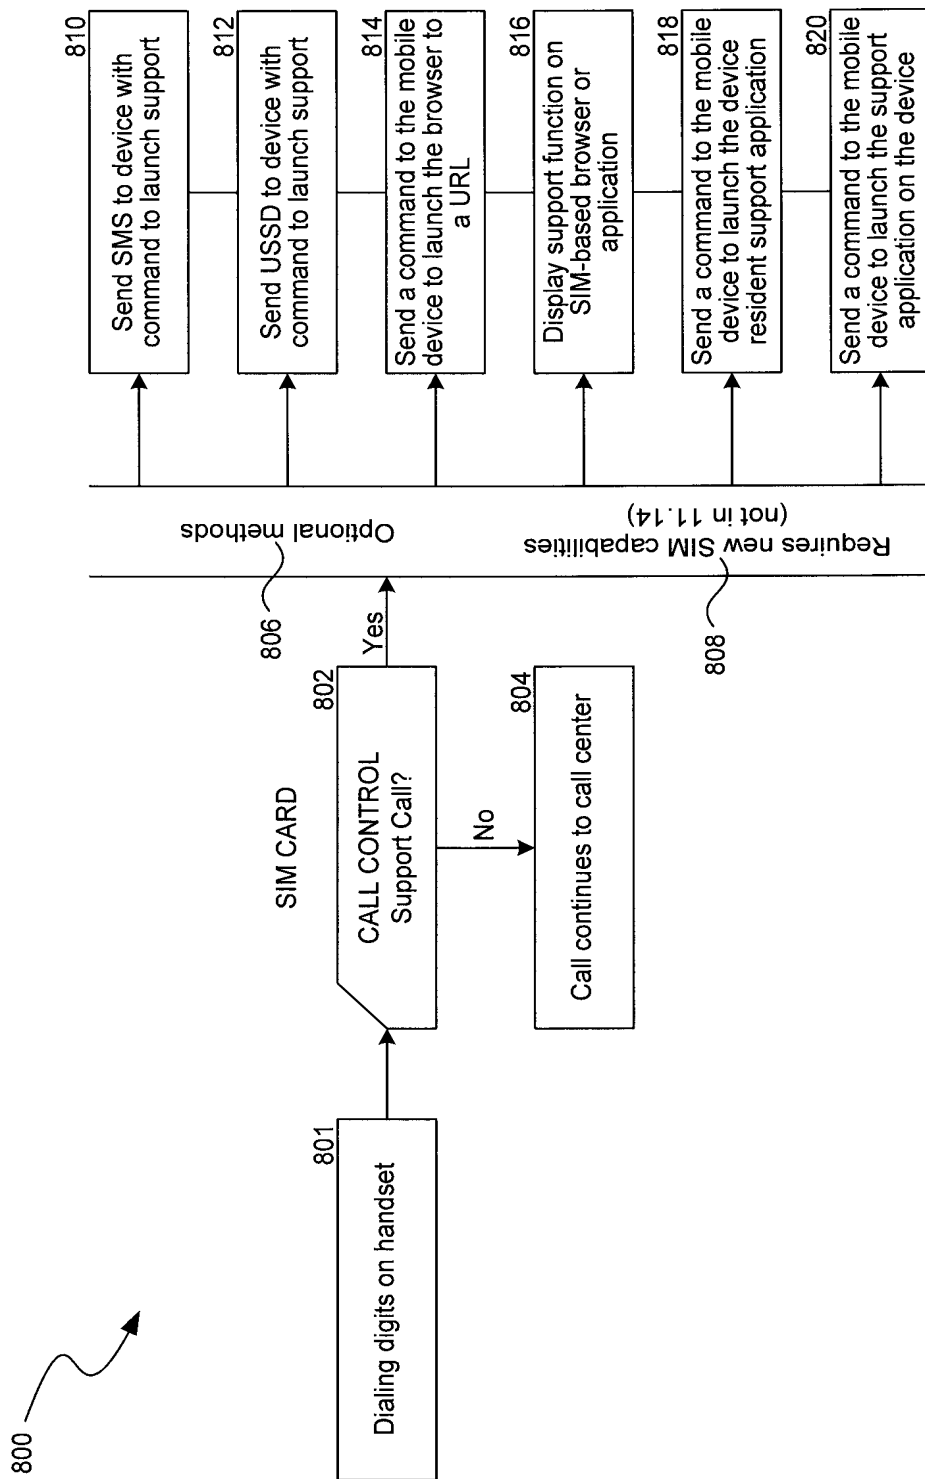 800
801
Dialing digits on handset
SIM CARD
802
CALL CONTROL
Support Call?
Yes
No
804
Call continues to call center
806
Optional methods
808
Requires new SIM capabilities
(not in 11.14)
810
Send SMS to device with
command to launch support
812
Send USSD to device with
command to launch support
814
Send a command to the mobile
device to launch the browser to
a URL
816
Display support function on
SIM-based browser or
application
818
Send a command to the mobile
device to launch the device
resident support application
820
Send a command to the mobile
device to launch the support
application on the device